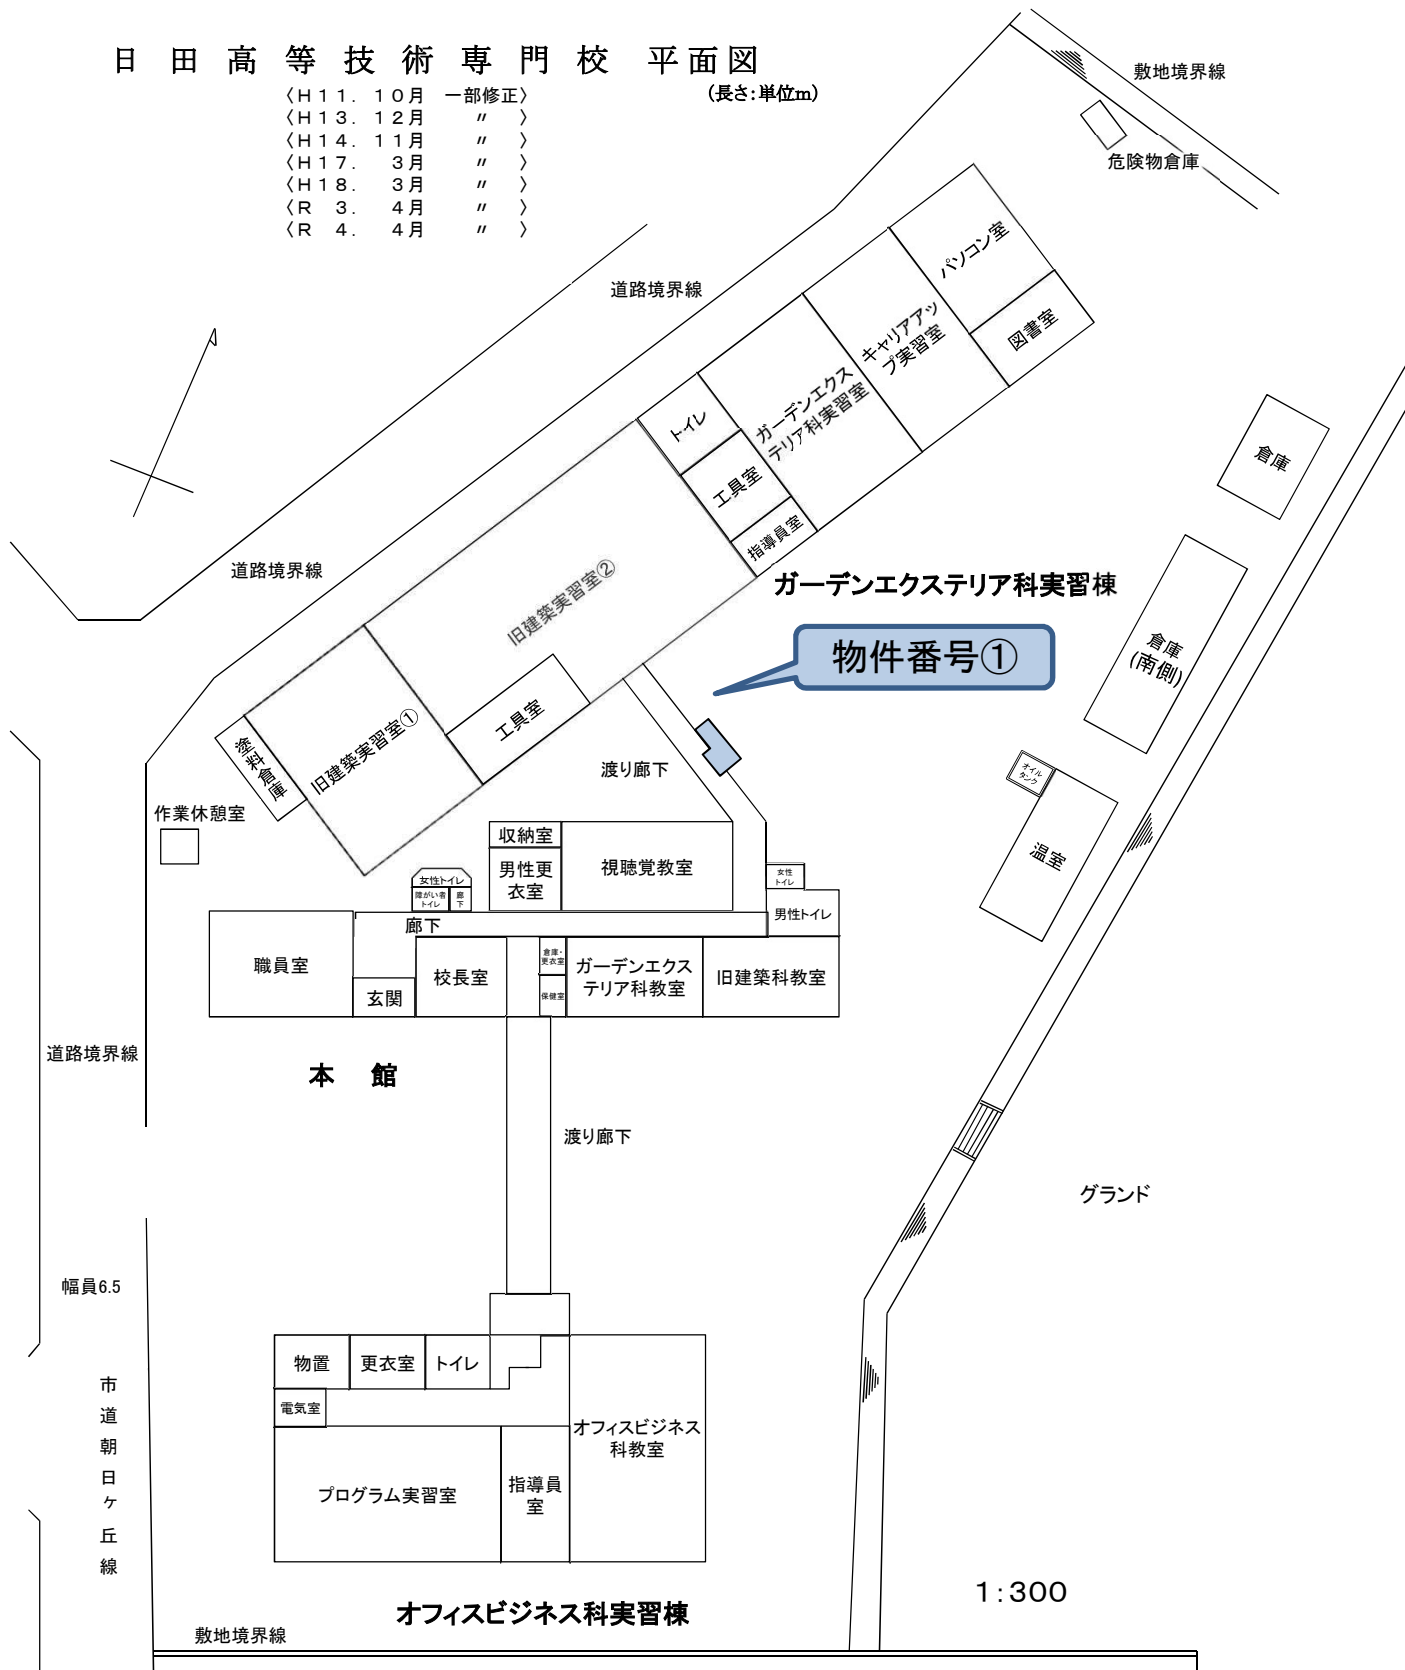 日田高等技術専門校 平面図
(長さ:単位m)
〈H11. 10月 一部修正〉
〈H13. 12月 〃 〉
〈H14. 11月 〃 〉
〈H17. 3月 〃 〉
〈H18. 3月 〃 〉
〈R 3. 4月 〃 〉
〈R 4. 4月 〃 〉
敷地境界線
危険物倉庫
道路境界線
パソコン室
図書室
キャリアアッ
プ実習室
ガーデンエクス
テリア科実習室
トイレ
工具室
指導員室
倉庫
道路境界線
旧建築実習室②
ガーデンエクステリア科実習棟
物件番号①
倉庫
(南側)
工具室
旧建築実習室①
塗料倉庫
渡り廊下
オイル
タンク
温室
作業休憩室
収納室
男性更
衣室
視聴覚教室
女性トイレ
障がい者
トイレ
廊
下
女性
トイレ
男性トイレ
廊下
職員室
玄関
校長室
倉庫・
更衣室
保健室
ガーデンエクス
テリア科教室
旧建築科教室
道路境界線
本 館
渡り廊下
グランド
幅員6.5
市道朝日ヶ丘線
物置
更衣室
トイレ
電気室
オフィスビジネス
科教室
プログラム実習室
指導員
室
1:300
オフィスビジネス科実習棟
敷地境界線